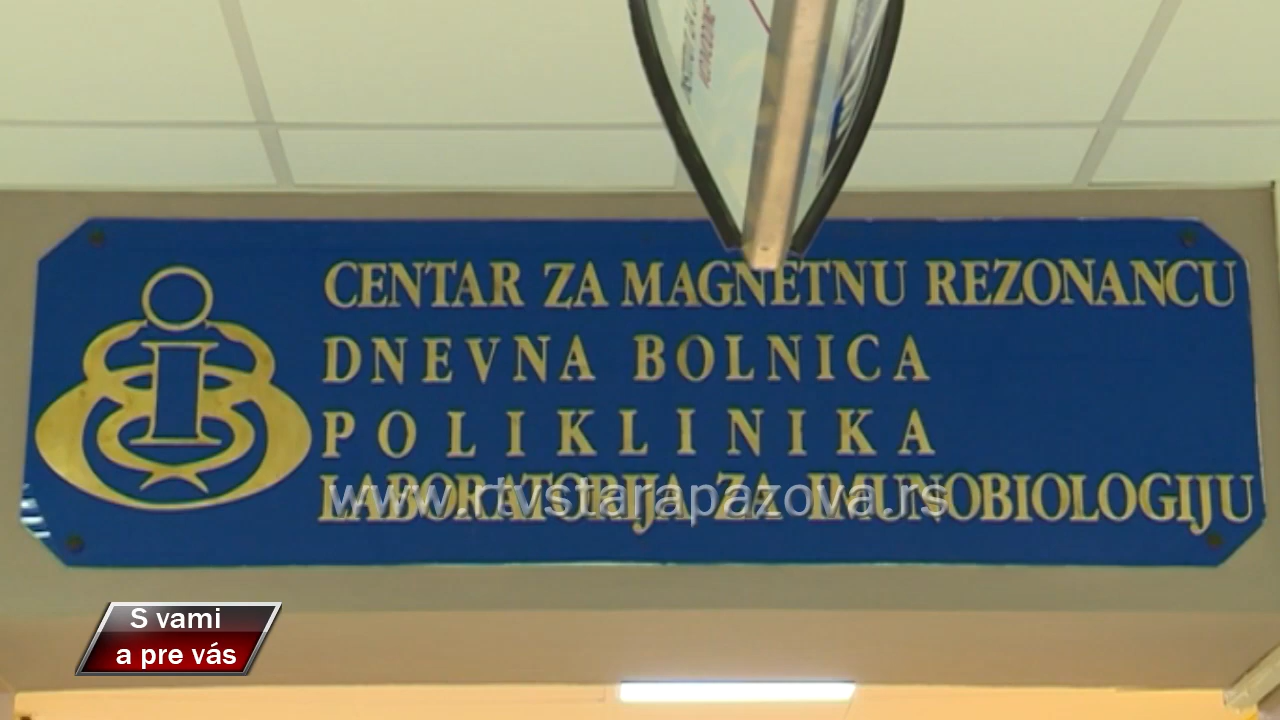 CENTAR ZA MAGNETNU REZONANCU
DNEVNA BOLNICA
POLIKLINIKA
LABORATORIJA ZA IMUNOBIOLOGIJU
www.rtvstarapazova.rs
S vami
a pre vás